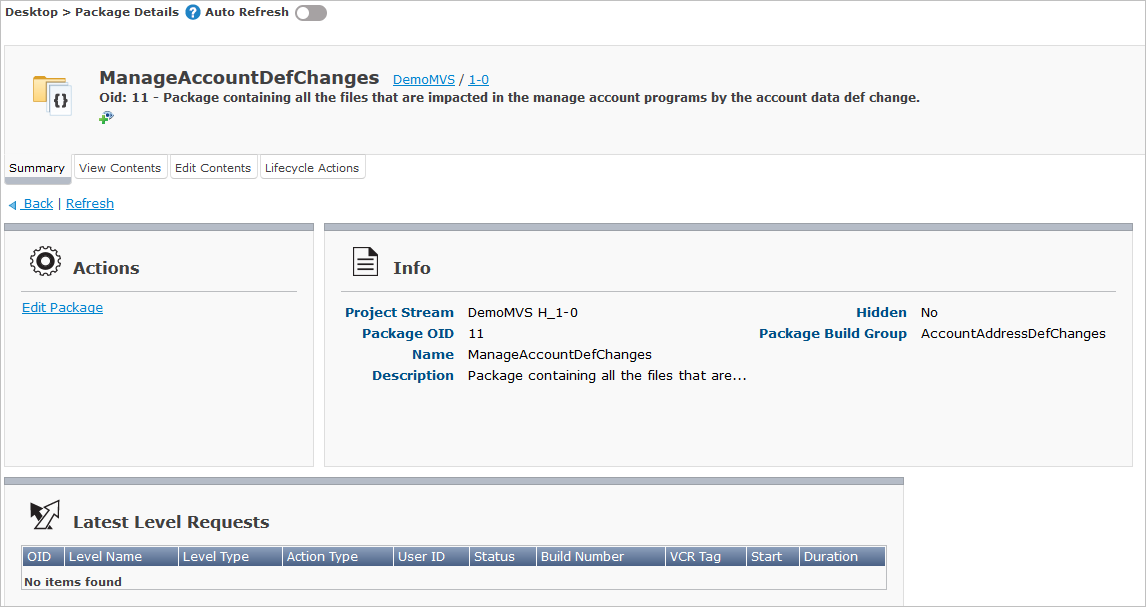 Desktop > Package Details ? Auto Refresh
ManageAccountDefChanges DemoMVS / 1-0
Oid: 11 - Package containing all the files that are impacted in the manage account programs by the account data def change.
Summary View Contents Edit Contents Lifecycle Actions
Back | Refresh
Actions
Edit Package
Info
Project Stream DemoMVS H_1-0 Hidden No
Package OID 11 Package Build Group AccountAddressDefChanges
Name ManageAccountDefChanges
Description Package containing all the files that are...
Latest Level Requests
OID Level Name Level Type Action Type User ID Status Build Number VCR Tag Start Duration
No items found